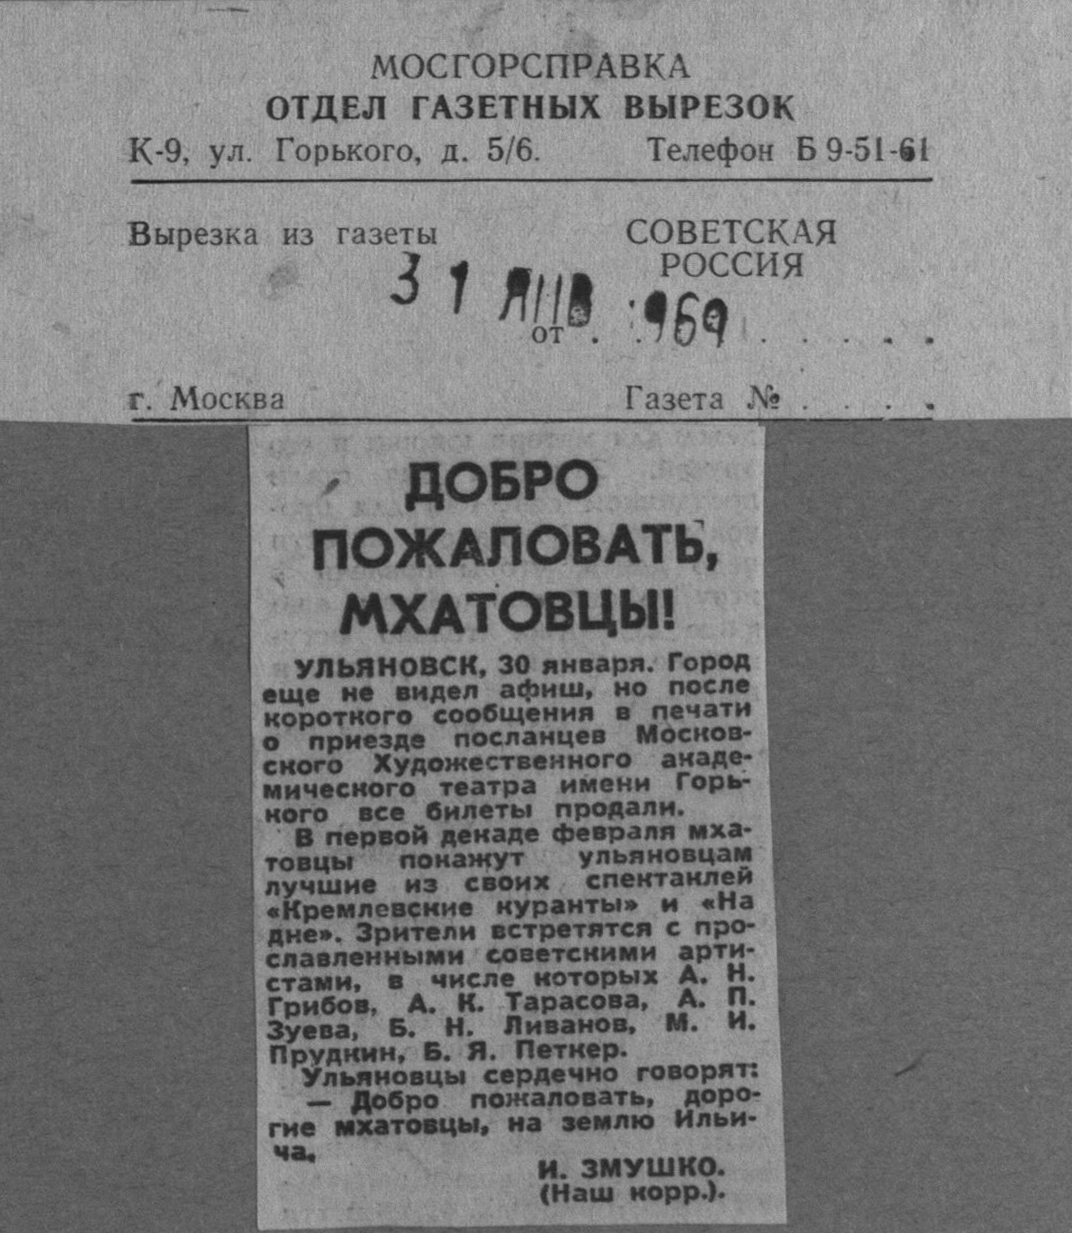 МОСГОРСПРАВКА
ОТДЕЛ ГАЗЕТНЫХ ВЫРЕЗОК
К-9, ул. Горького, д. 5/6. Телефон Б 9-51-61
Вырезка из газеты СОВЕТСКАЯ
РОССИЯ
31 ЯНВ 1969
от . . . . . . .
г. Москва Газета № . . . .
ДОБРО
ПОЖАЛОВАТЬ,
МХАТОВЦЫ!
УЛЬЯНОВСК, 30 января. Город
еще не видел афиш, но после
короткого сообщения в печати
о приезде посланцев Москов-
ского Художественного акаде-
мического театра имени Горь-
кого все билеты продали.
В первой декаде февраля мха-
товцы покажут ульяновцам
лучшие из своих спектаклей
«Кремлевские куранты» и «На
дне». Зрители встретятся с про-
славленными советскими арти-
стами, в числе которых А. Н.
Грибов, А. К. Тарасова, А. П.
Зуева, Б. Н. Ливанов, М. И.
Прудкин, Б. Я. Петкер.
Ульяновцы сердечно говорят:
— Добро пожаловать, доро-
гие мхатовцы, на землю Ильи-
ча.
И. ЗМУШКО.
(Наш корр.).